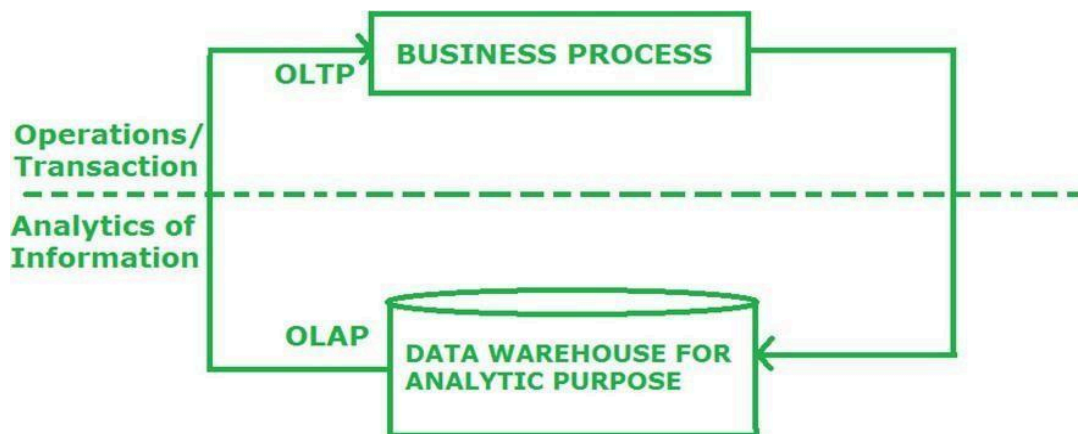 BUSINESS PROCESS
OLTP
Operations/
Transaction
Analytics of
Information
OLAP
DATA WAREHOUSE FOR
ANALYTIC PURPOSE